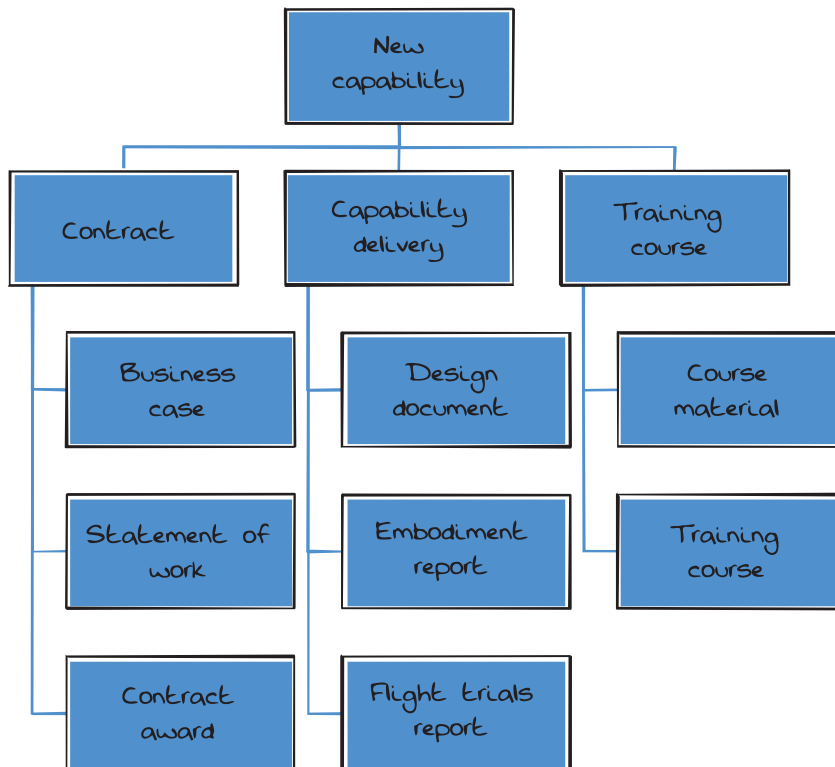 New
capability
Contract
Capability
delivery
Training
course
Business
case
Design
document
Course
material
Statement of
work
Embodiment
report
Training
course
Contract
award
Flight trials
report